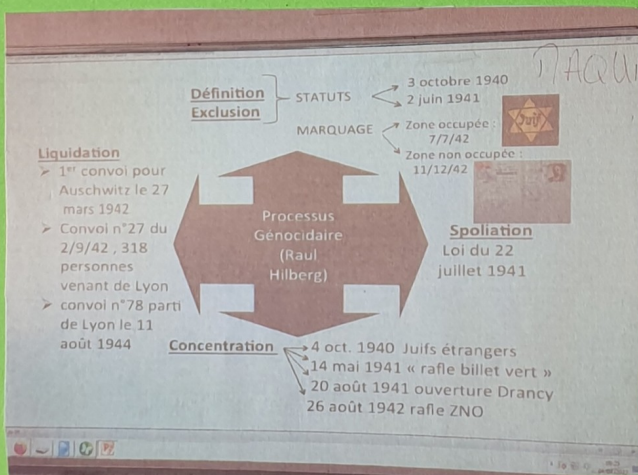 MAQUI
Définition
Exclusion
STATUTS
3 octobre 1940
2 juin 1941
MARQUAGE
Zone occupée :
7/7/42
Zone non occupée :
11/12/42
Juif
Liquidation
➢ 1er convoi pour
Auschwitz le 27
mars 1942
➢ Convoi n°27 du
2/9/42 , 318
personnes
venant de Lyon
➢ convoi n°78 parti
de Lyon le 11
août 1944
Processus
Génocidaire
(Raul
Hilberg)
Spoliation
Loi du 22
juillet 1941
Concentration
4 oct. 1940 Juifs étrangers
14 mai 1941 « rafle billet vert »
20 août 1941 ouverture Drancy
26 août 1942 rafle ZNO